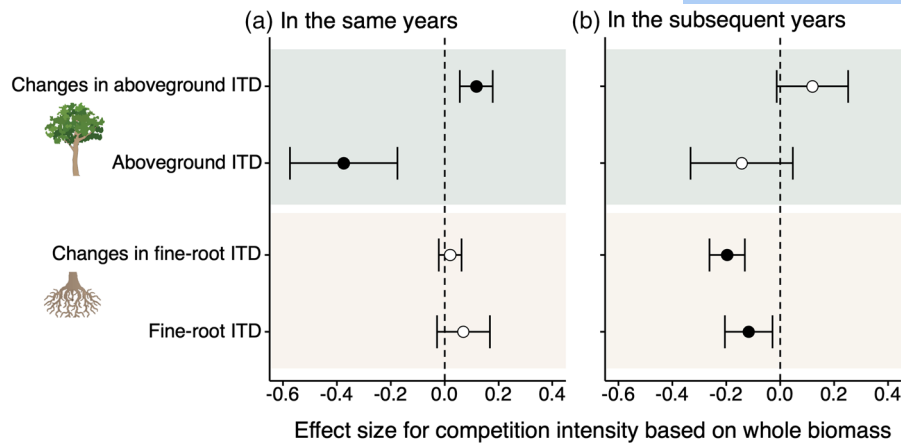 (a) In the same years
(b) In the subsequent years
Changes in aboveground ITD
Aboveground ITD
Changes in fine-root ITD
Fine-root ITD
-0.6 -0.4 -0.2 0.0 0.2 0.4
-0.6 -0.4 -0.2 0.0 0.2 0.4
Effect size for competition intensity based on whole biomass